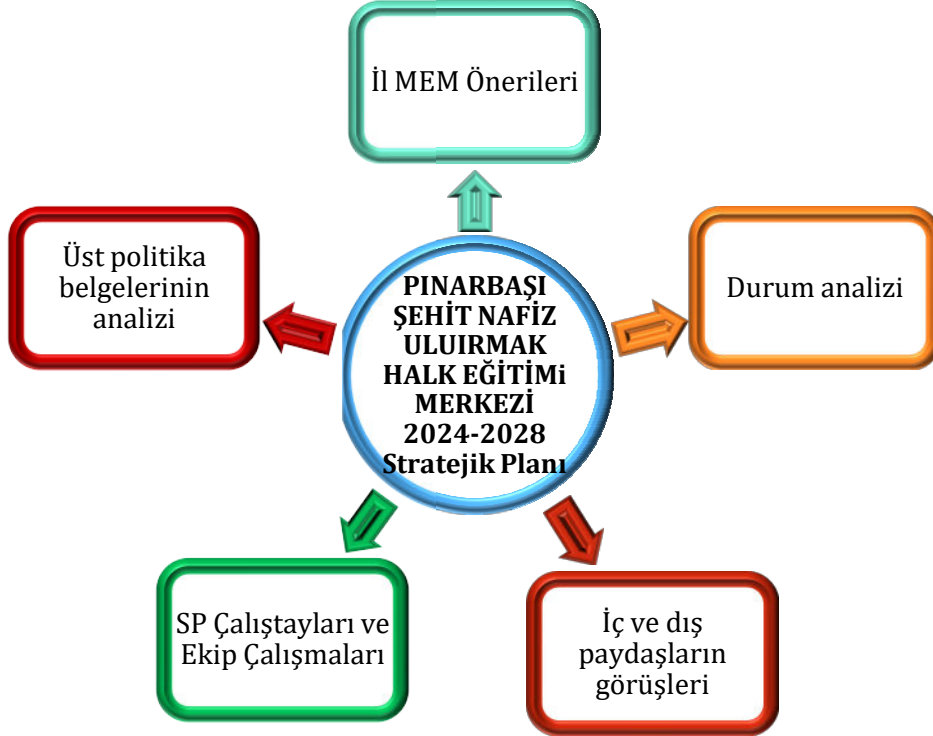 İl MEM Önerileri
Üst politika
belgelerinin
analizi
PINARBAŞI
ŞEHİT NAFİZ
ULUIRMAK
HALK EĞİTİMi
MERKEZİ
2024-2028
Stratejik Planı
Durum analizi
SP Çalıştayları ve
Ekip Çalışmaları
İç ve dış
paydaşların
görüşleri